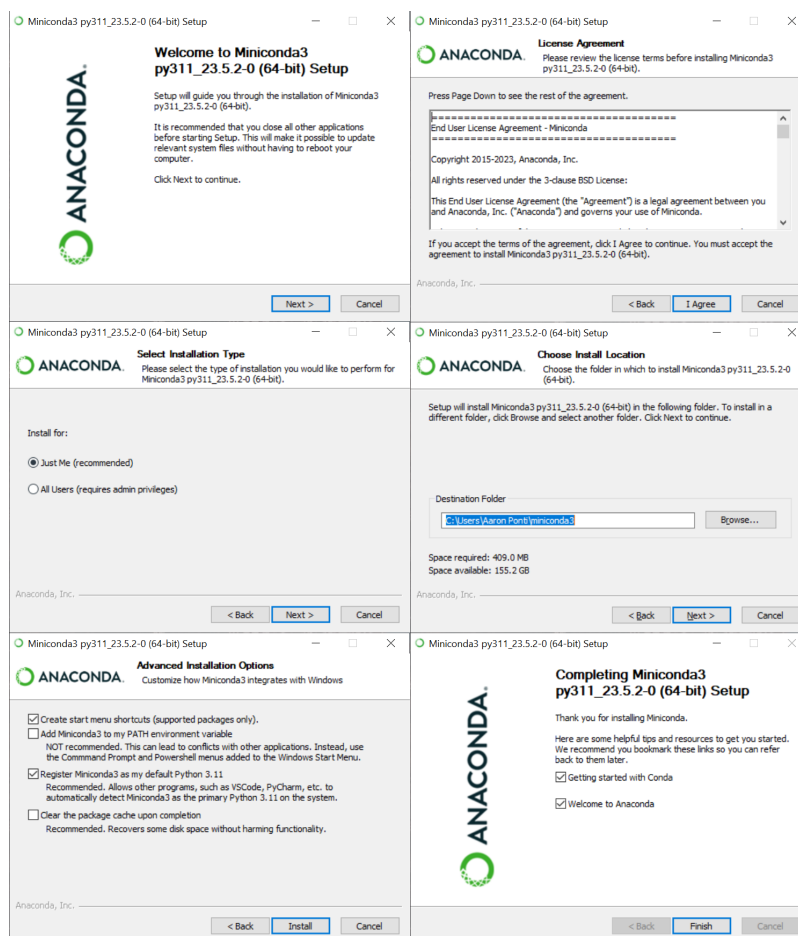 Miniconda3 py311_23.5.2-0 (64-bit) Setup
ANACONDA.
Welcome to Miniconda3
py311_23.5.2-0 (64-bit) Setup
Setup will guide you through the installation of Miniconda3
py311_23.5.2-0 (64-bit).
It is recommended that you close all other applications
before starting Setup. This will make it possible to update
relevant system files without having to reboot your
computer.
Click Next to continue.
Next >
Cancel
Miniconda3 py311_23.5.2-0 (64-bit) Setup
ANACONDA.
License Agreement
Please review the license terms before installing Miniconda3
py311_23.5.2-0 (64-bit).
Press Page Down to see the rest of the agreement.
======================================
End User License Agreement - Miniconda
======================================
Copyright 2015-2023, Anaconda, Inc.
All rights reserved under the 3-clause BSD License:
This End User License Agreement (the "Agreement") is a legal agreement between you
and Anaconda, Inc. ("Anaconda") and governs your use of Miniconda.
If you accept the terms of the agreement, click I Agree to continue. You must accept the
agreement to install Miniconda3 py311_23.5.2-0 (64-bit).
Anaconda, Inc.
< Back
I Agree
Cancel
Miniconda3 py311_23.5.2-0 (64-bit) Setup
ANACONDA.
Select Installation Type
Please select the type of installation you would like to perform for
Miniconda3 py311_23.5.2-0 (64-bit).
Install for:
Just Me (recommended)
All Users (requires admin privileges)
Anaconda, Inc.
< Back
Next >
Cancel
Miniconda3 py311_23.5.2-0 (64-bit) Setup
ANACONDA.
Choose Install Location
Choose the folder in which to install Miniconda3 py311_23.5.2-0
(64-bit).
Setup will install Miniconda3 py311_23.5.2-0 (64-bit) in the following folder. To install in a
different folder, click Browse and select another folder. Click Next to continue.
Destination Folder
C:\Users\Aaron Ponti\miniconda3
Browse...
Space required: 409.0 MB
Space available: 155.2 GB
Anaconda, Inc.
< Back
Next >
Cancel
Miniconda3 py311_23.5.2-0 (64-bit) Setup
ANACONDA.
Advanced Installation Options
Customize how Miniconda3 integrates with Windows
Create start menu shortcuts (supported packages only).
Add Miniconda3 to my PATH environment variable
NOT recommended. This can lead to conflicts with other applications. Instead, use
the Commmand Prompt and Powershell menus added to the Windows Start Menu.
Register Miniconda3 as my default Python 3.11
Recommended. Allows other programs, such as VSCode, PyCharm, etc. to
automatically detect Miniconda3 as the primary Python 3.11 on the system.
Clear the package cache upon completion
Recommended. Recovers some disk space without harming functionality.
Anaconda, Inc.
< Back
Install
Cancel
Miniconda3 py311_23.5.2-0 (64-bit) Setup
ANACONDA.
Completing Miniconda3
py311_23.5.2-0 (64-bit) Setup
Thank you for installing Miniconda.
Here are some helpful tips and resources to get you started.
We recommend you bookmark these links so you can refer
back to them later.
Getting started with Conda
Welcome to Anaconda
< Back
Finish
Cancel